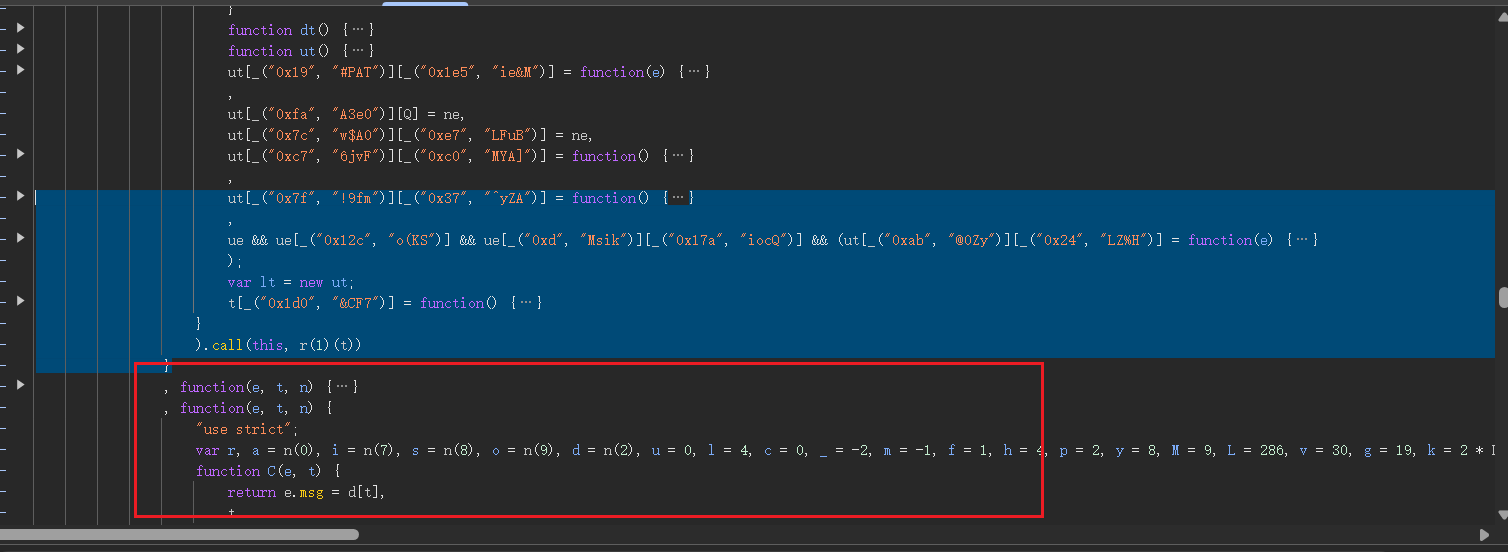 }
function dt() {…}
function ut() {…}
ut[_("0x19", "#PAT")][_("0x1e5", "ie&M")] = function(e) {…}
,
ut[_("0xfa", "A3e0")][Q] = ne,
ut[_("0x7c", "w$A0")][_("0xe7", "LFuB")] = ne,
ut[_("0xc7", "6jvF")][_("0xc0", "MYA]")] = function() {…}
,
ut[_("0x7f", "!9fm")][_("0x37", "^yZA")] = function() {…}
,
ue && ue[_("0x12c", "o(KS")] && ue[_("0xd", "Msik")][_("0x17a", "iocQ")] && (ut[_("0xab", "@0Zy")][_("0x24", "LZ%H")] = function(e) {…}
);
var lt = new ut;
t[_("0x1d0", "&CF7")] = function() {…}
}
).call(this, r(1)(t))
}
, function(e, t, n) {…}
, function(e, t, n) {
"use strict";
var r, a = n(0), i = n(7), s = n(8), o = n(9), d = n(2), u = 0, l = 4, c = 0, _ = -2, m = -1, f = 1, h = 4, p = 2, y = 8, M = 9, L = 286, v = 30, g = 19, k = 2 *
function C(e, t) {
return e.msg = d[t],
t